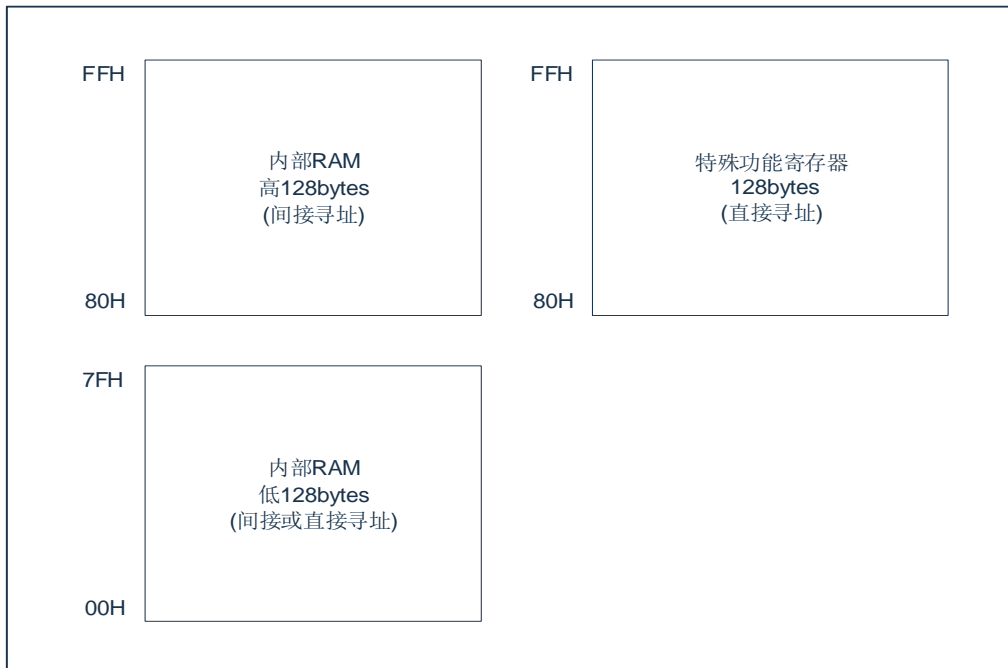 FFH
内部RAM
高128bytes
(间接寻址)
80H
FFH
特殊功能寄存器
128bytes
(直接寻址)
80H
7FH
内部RAM
低128bytes
(间接或直接寻址)
00H